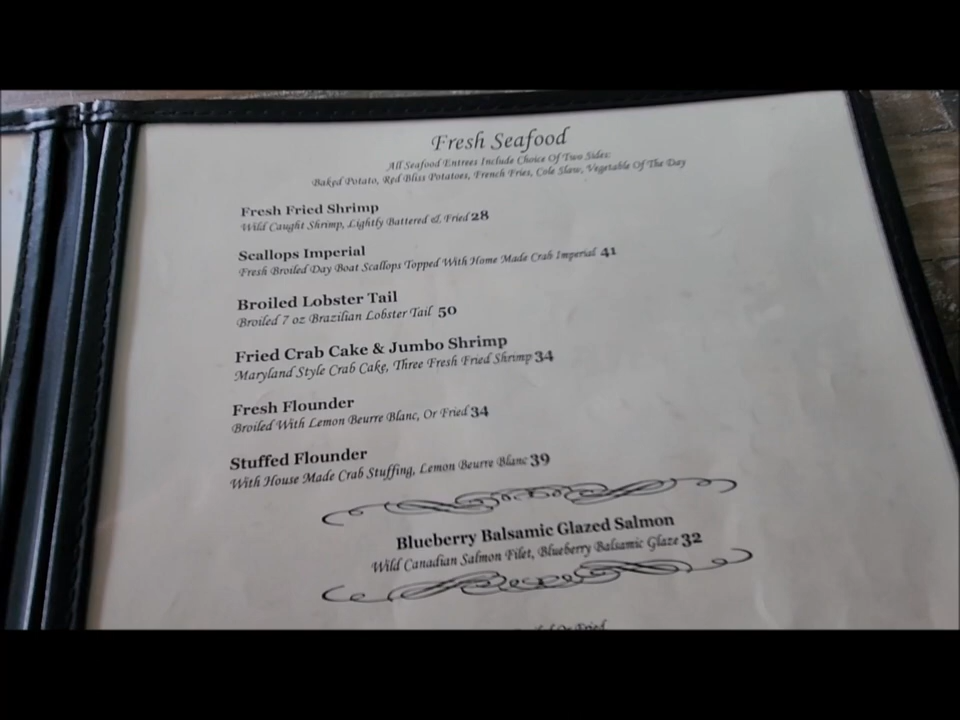 Fresh Seafood
All Seafood Entrees Include Choice Of Two Sides:
Baked Potato, Red Bliss Potatoes, French Fries, Cole Slaw, Vegetable Of The Day
Fresh Fried Shrimp
Wild Caught Shrimp, Lightly Battered & Fried 28
Scallops Imperial
Fresh Broiled Day Boat Scallops Topped With Home Made Crab Imperial 41
Broiled Lobster Tail
Broiled 7 oz Brazilian Lobster Tail 50
Fried Crab Cake & Jumbo Shrimp
Maryland Style Crab Cake, Three Fresh Fried Shrimp 34
Fresh Flounder
Broiled With Lemon Beurre Blanc, Or Fried 34
Stuffed Flounder
With House Made Crab Stuffing, Lemon Beurre Blanc 39
Blueberry Balsamic Glazed Salmon
Wild Canadian Salmon Filet, Blueberry Balsamic Glaze 32
Or Fried